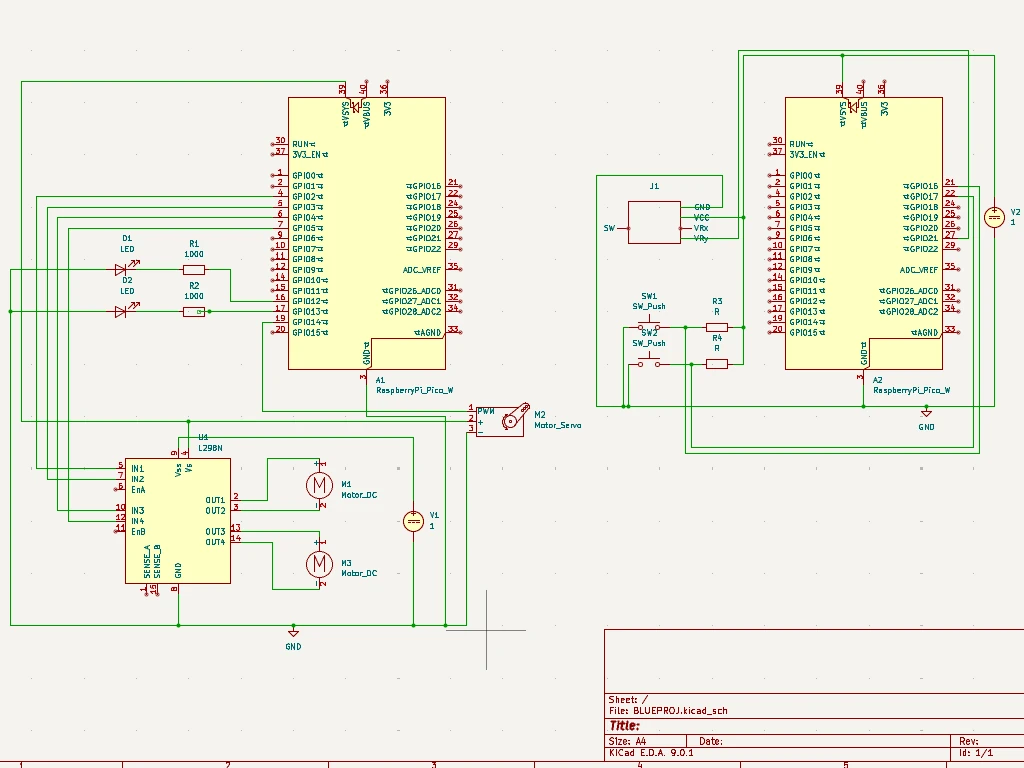 39
40
36
VSYS
VBUS
3V3
30 RUN
37 3V3_EN
1 GPIO0
2 GPIO1
4 GPIO2
5 GPIO3
6 GPIO4
7 GPIO5
9 GPIO6
10 GPIO7
11 GPIO8
12 GPIO9
14 GPIO10
15 GPIO11
16 GPIO12
17 GPIO13
19 GPIO14
20 GPIO15
GPIO16 21
GPIO17 22
GPIO18 24
GPIO19 25
GPIO20 26
GPIO21 27
GPIO22 29
ADC_VREF 35
GPIO26_ADC0 31
GPIO27_ADC1 32
GPIO28_ADC2 34
AGND 33
GND
3
A1
RaspberryPi_Pico_W
D1
LED
R1
1000
D2
LED
R2
1000
1 PWM
2 +
3 -
M2
Motor_Servo
U1
L298N
9
4
Vss
Vs
5 IN1
7 IN2
6 EnA
10 IN3
12 IN4
11 EnB
OUT1 2
OUT2 3
OUT3 13
OUT4 14
SENSE_A
SENSE_B
GND
1
15
8
+
1
M
2
M1
Motor_DC
+
1
M
2
M3
Motor_DC
V1
1
GND
J1
GND
VCC
VRx
VRy
SW
SW1
SW_Push
SW2
SW_Push
R3
R
R4
R
39
40
36
VSYS
VBUS
3V3
30 RUN
37 3V3_EN
1 GPIO0
2 GPIO1
4 GPIO2
5 GPIO3
6 GPIO4
7 GPIO5
9 GPIO6
10 GPIO7
11 GPIO8
12 GPIO9
14 GPIO10
15 GPIO11
16 GPIO12
17 GPIO13
19 GPIO14
20 GPIO15
GPIO16 21
GPIO17 22
GPIO18 24
GPIO19 25
GPIO20 26
GPIO21 27
GPIO22 29
ADC_VREF 35
GPIO26_ADC0 31
GPIO27_ADC1 32
GPIO28_ADC2 34
AGND 33
GND
3
A2
RaspberryPi_Pico_W
V2
1
GND
Sheet: /
File: BLUEPROJ.kicad_sch
Title:
Size: A4
Date:
Rev:
KiCad E.D.A. 9.0.1
Id: 1/1
1
2
3
4
5